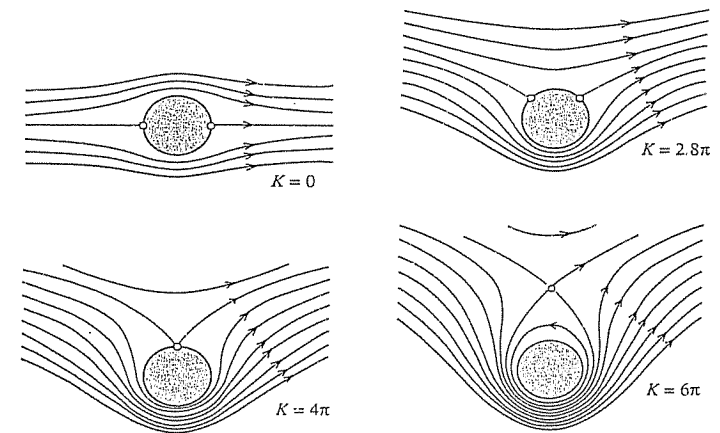 K = 0
K = 2.8π
K = 4π
K = 6π